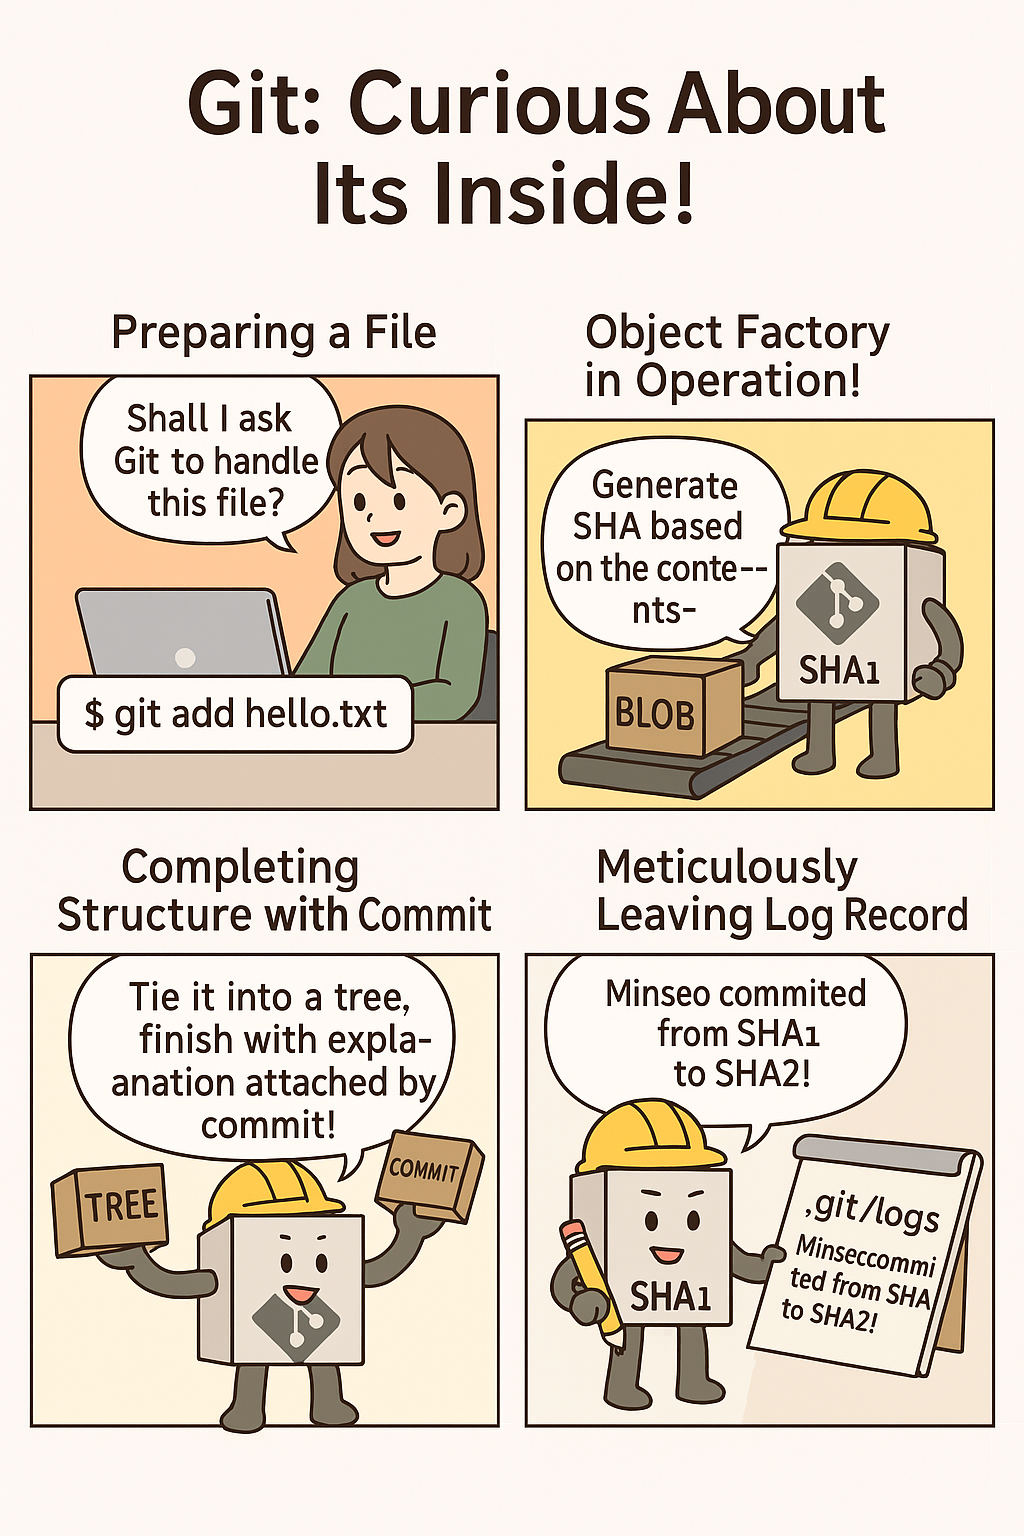 Git: Curious About
Its Inside!
Preparing a File
Shall I ask
Git to handle
this file?
$ git add hello.txt
Object Factory
in Operation!
Generate
SHA based
on the conte--
nts-
SHA1
BLOB
Completing
Structure with Commit
Tie it into a tree,
finish with expla-
anation attached by
commit!
TREE
COMMIT
Meticulously
Leaving Log Record
Minseo commited
from SHA1
to SHA2!
SHA1
,git/logs
Minseccommi
ted from SHA
to SHA2!